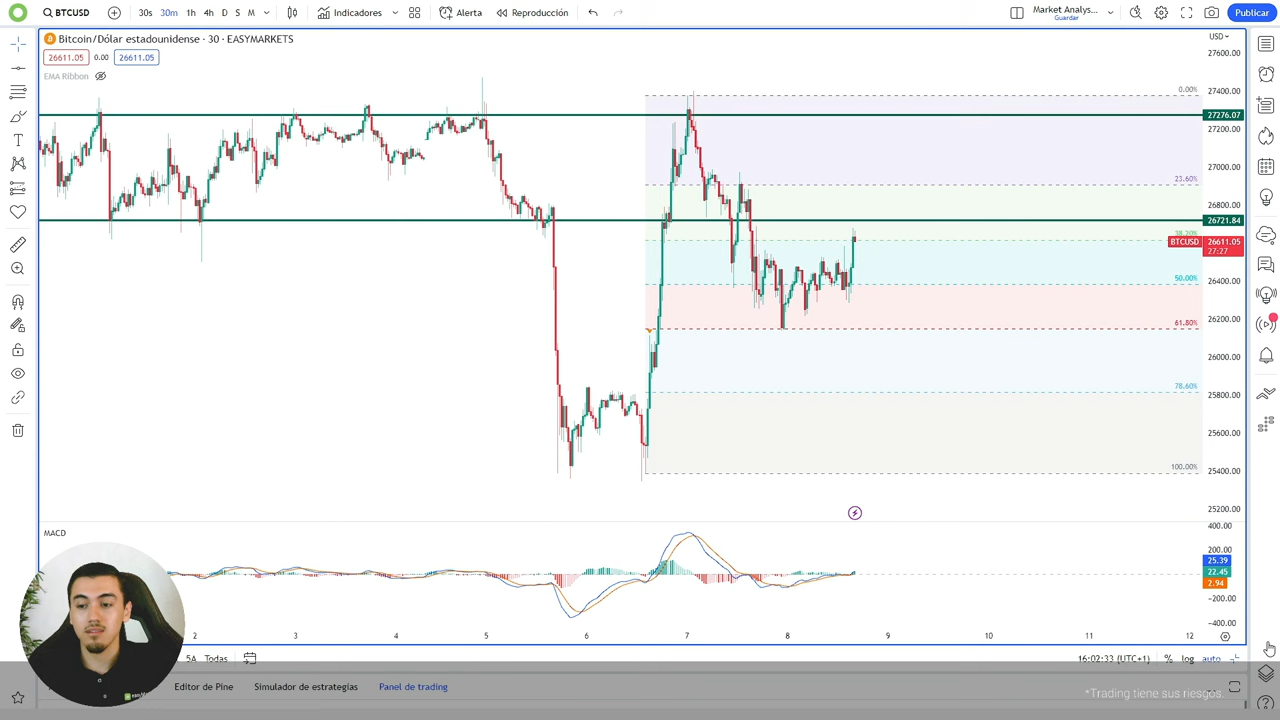 BTCUSD 30s 30m 1h 4h D S M Indicadores Alerta Reproducción Market Analys... Guardar Publicar
Bitcoin/Dólar estadounidense · 30 · EASYMARKETS
26611.05 0.00 26611.05
EMA Ribbon
USD
27600.00
27400.00
27276.07
27200.00
27000.00
26800.00
26721.84
BTCUSD 26611.05
27:27
26400.00
26200.00
26000.00
25800.00
25600.00
25400.00
25200.00
0.00%
23.60%
38.20%
50.00%
61.80%
78.60%
100.00%
MACD
400.00
200.00
25.39
22.45
2.94
−200.00
−400.00
2 3 4 5 6 7 8 9 10 11 12
5A Todas 16:02:33 (UTC+1) % log auto
Editor de Pine Simulador de estrategias Panel de trading
*Trading tiene sus riesgos.